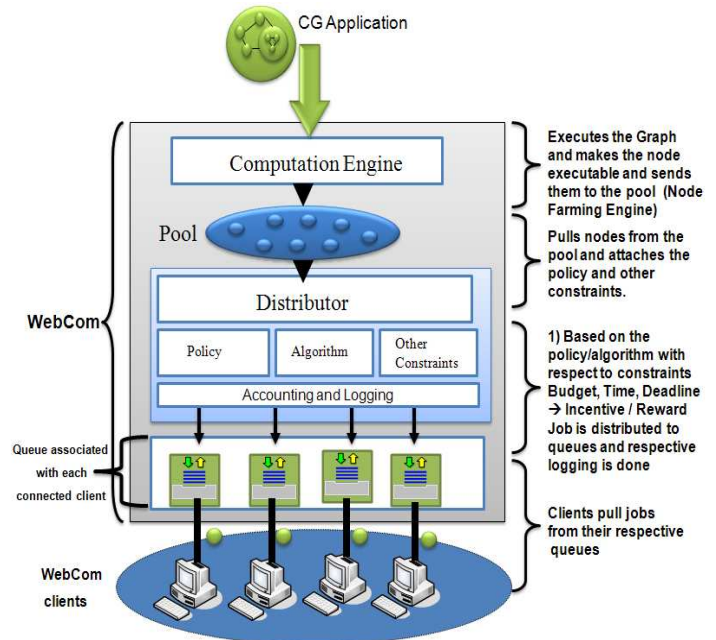 CG Application
Computation Engine
Executes the Graph
and makes the node
executable and sends
them to the pool (Node
Farming Engine)
Pool
Pulls nodes from the
pool and attaches the
policy and other
constraints.
WebCom
Distributor
Policy
Algorithm
Other
Constraints
Accounting and Logging
1) Based on the
policy/algorithm with
respect to constraints
Budget, Time, Deadline
→ Incentive / Reward
Job is distributed to
queues and respective
logging is done
Queue associated
with each
connected client
Clients pull jobs
from their respective
queues
WebCom
clients